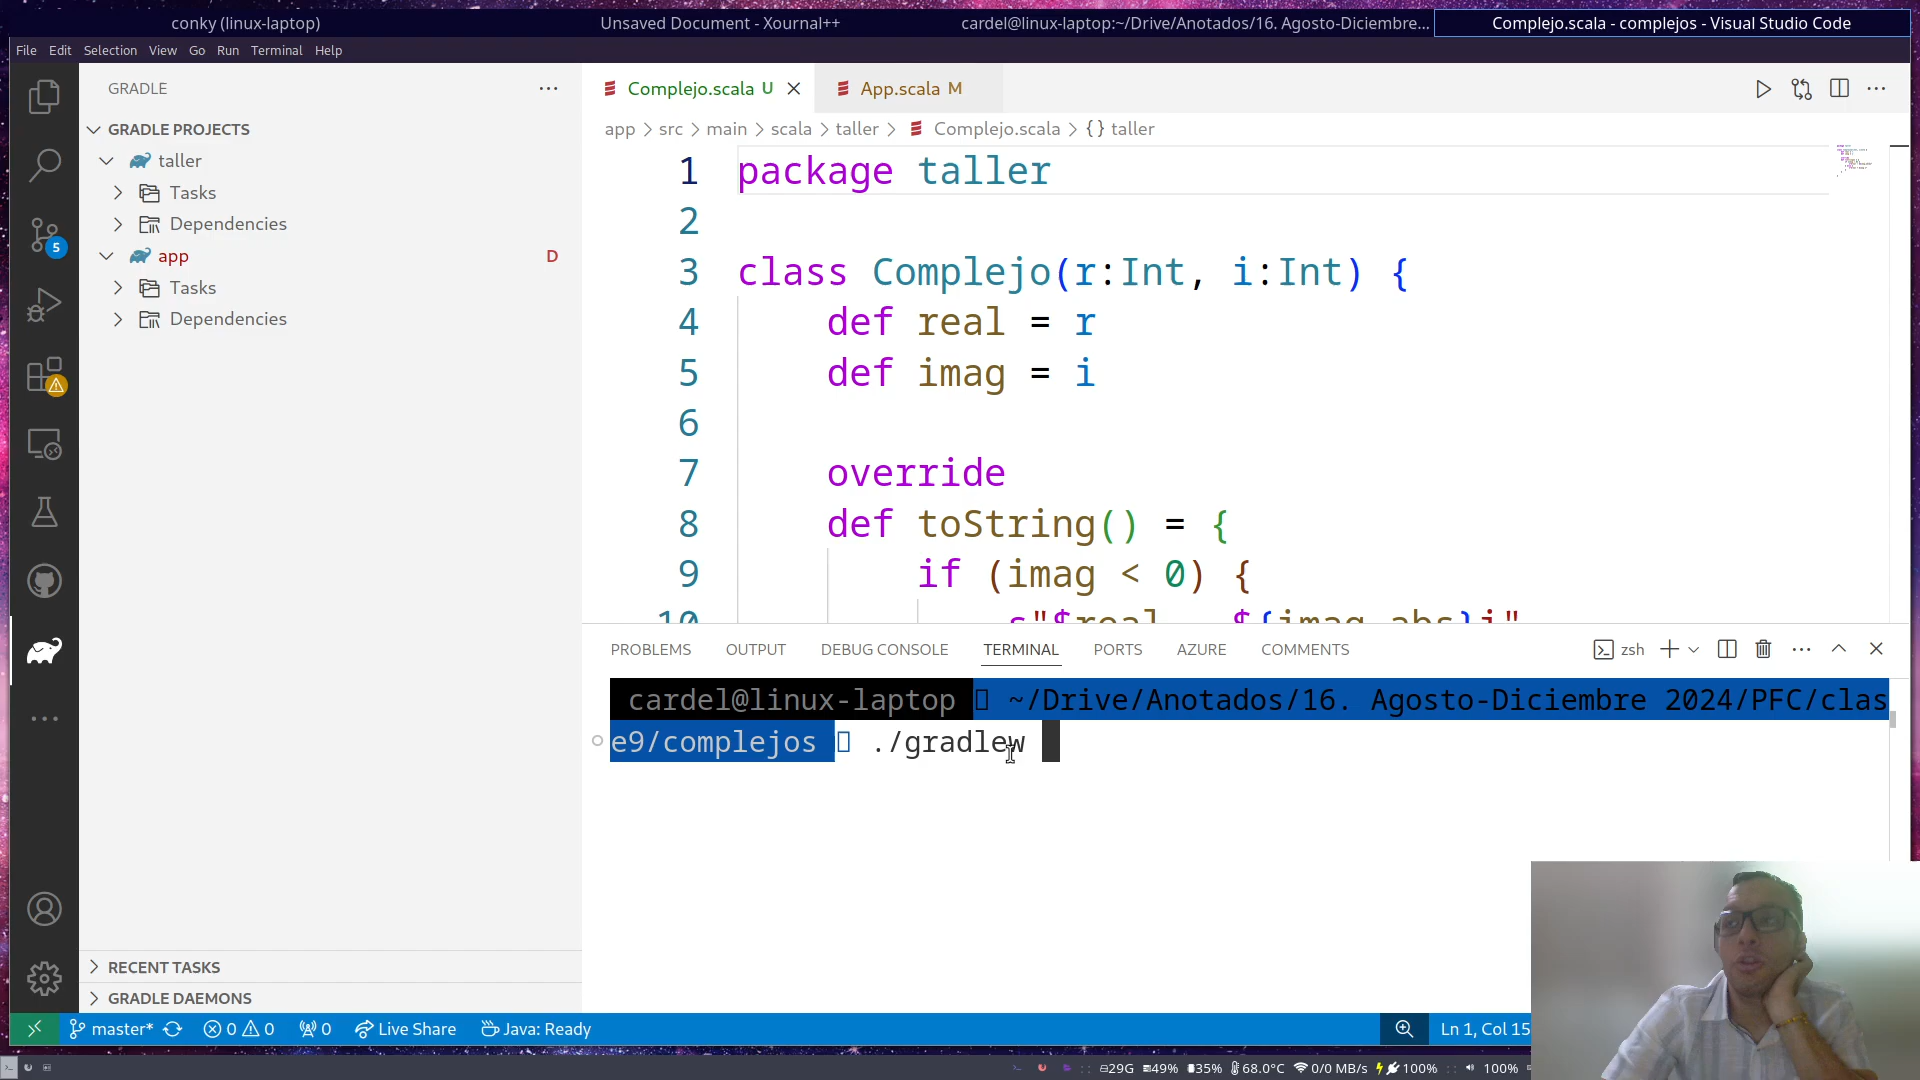 conky (linux-laptop)
Unsaved Document - Xournal++
cardel@linux-laptop:~/Drive/Anotados/16. Agosto-Diciembre...
Complejo.scala - complejos - Visual Studio Code
File Edit Selection View Go Run Terminal Help
GRADLE
Complejo.scala U
App.scala M
GRADLE PROJECTS
app > src > main > scala > taller > Complejo.scala > {} taller
taller
Tasks
Dependencies
app D
Tasks
Dependencies
1 package taller
2
3 class Complejo(r:Int, i:Int) {
4 def real = r
5 def imag = i
6
7 override
8 def toString() = {
9 if (imag < 0) {
10 s"$real - ${imag.abs}i"
5
PROBLEMS OUTPUT DEBUG CONSOLE TERMINAL PORTS AZURE COMMENTS
zsh
cardel@linux-laptop ~/Drive/Anotados/16. Agosto-Diciembre 2024/PFC/clas
e9/complejos ./gradlew
RECENT TASKS
GRADLE DAEMONS
master* 0 0 0 Live Share Java: Ready
Ln 1, Col 15
29G 49% 35% 68.0°C 0/0 MB/s 100% 100%